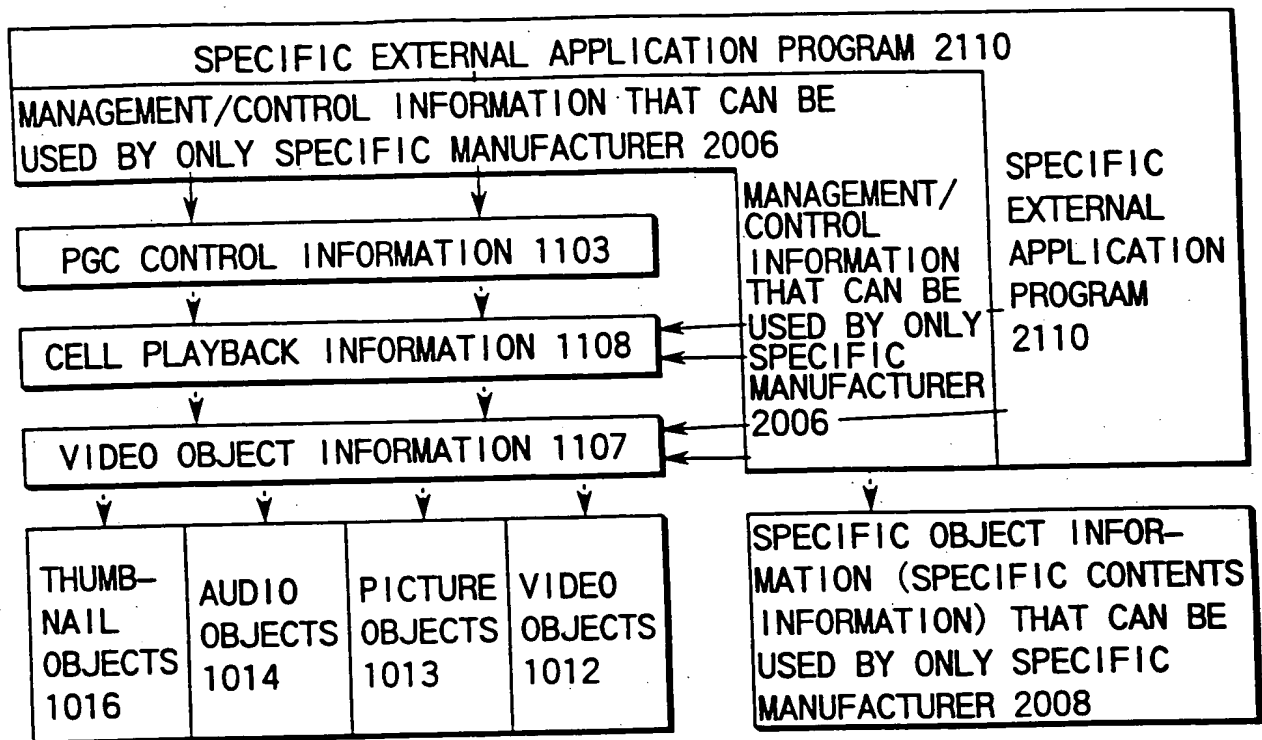 SPECIFIC EXTERNAL APPLICATION PROGRAM 2110
MANAGEMENT/CONTROL INFORMATION THAT CAN BE
USED BY ONLY SPECIFIC MANUFACTURER 2006
PGC CONTROL INFORMATION 1103
CELL PLAYBACK INFORMATION 1108
VIDEO OBJECT INFORMATION 1107
MANAGEMENT/
CONTROL
INFORMATION
THAT CAN BE
USED BY ONLY
SPECIFIC
MANUFACTURER
2006
SPECIFIC
EXTERNAL
APPLICATION
PROGRAM
2110
THUMB-
NAIL
OBJECTS
1016
AUDIO
OBJECTS
1014
PICTURE
OBJECTS
1013
VIDEO
OBJECTS
1012
SPECIFIC OBJECT INFOR-
MATION (SPECIFIC CONTENTS
INFORMATION) THAT CAN BE
USED BY ONLY SPECIFIC
MANUFACTURER 2008